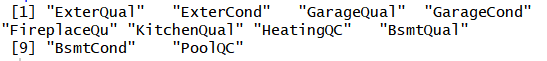 [1] "ExterQual" "ExterCond" "GarageQual" "GarageCond"
"FireplaceQu" "KitchenQual" "HeatingQC" "BsmtQual"
[9] "BsmtCond" "PoolQC"